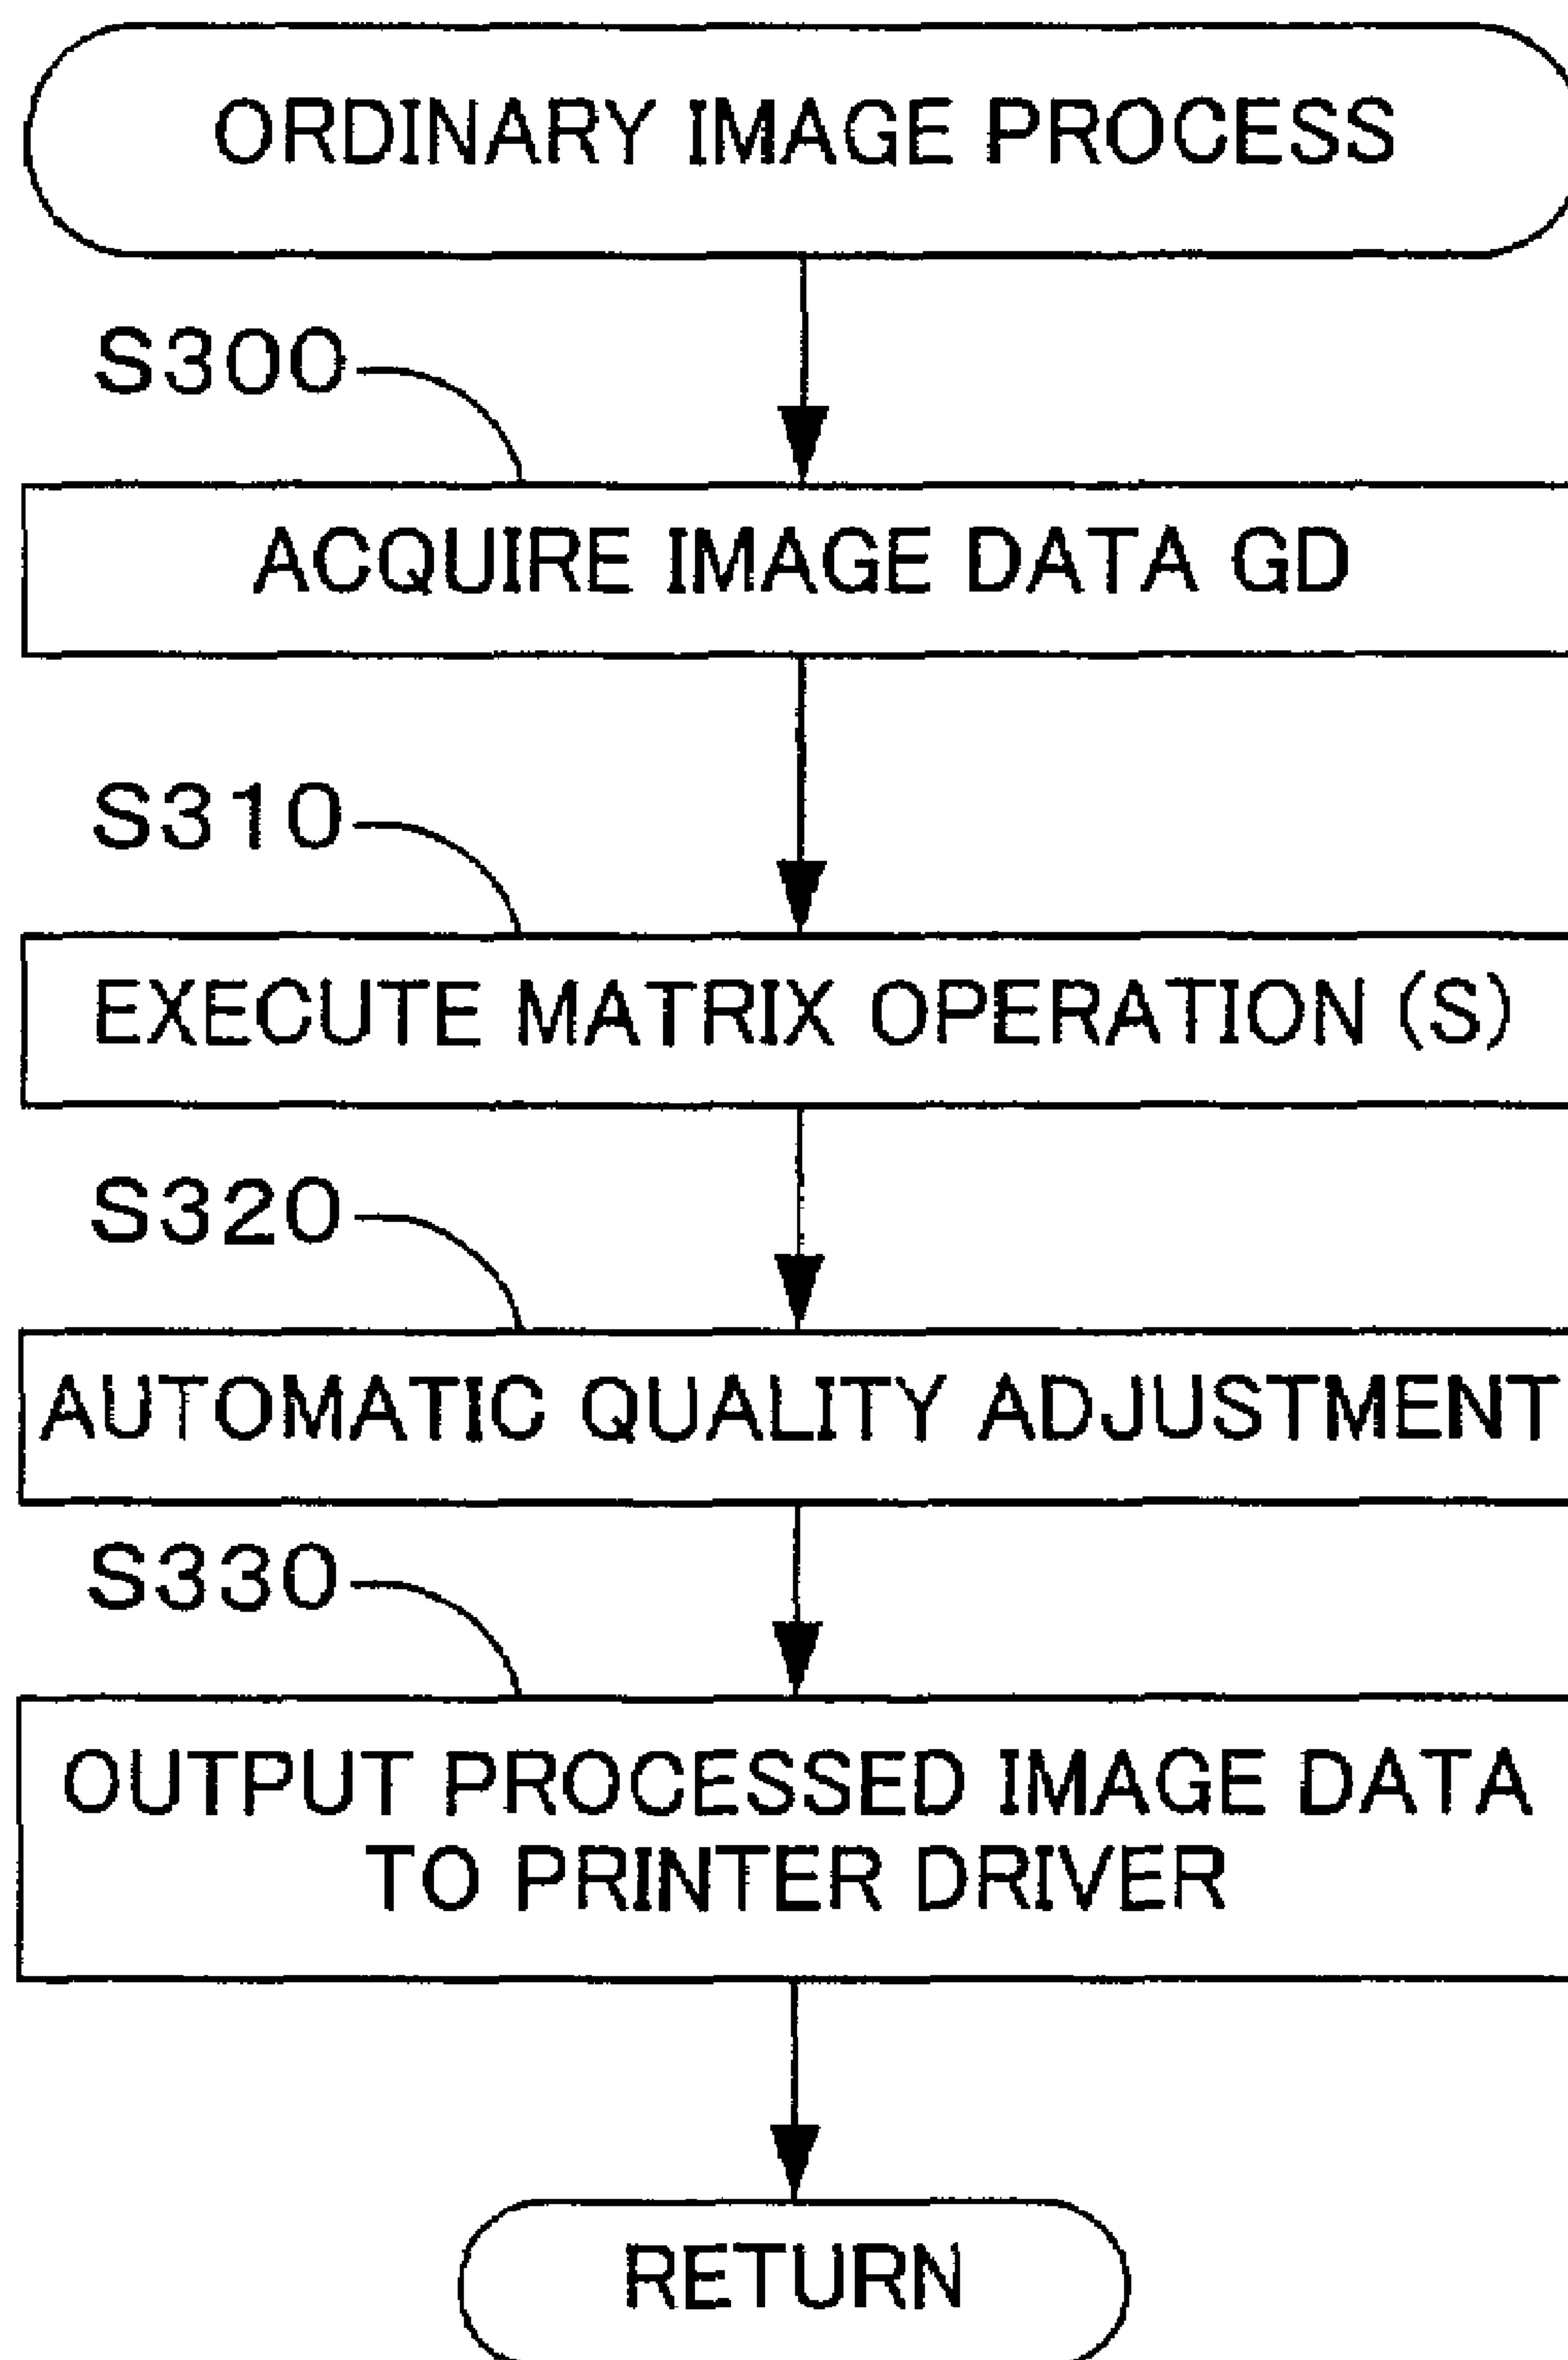 ORDINARY IMAGE PROCESS
S300
ACQUIRE IMAGE DATA GD
S310
EXECUTE MATRIX OPERATION (S)
S320
AUTOMATIC QUALITY ADJUSTMENT
S330
OUTPUT PROCESSED IMAGE DATA
TO PRINTER DRIVER
RETURN